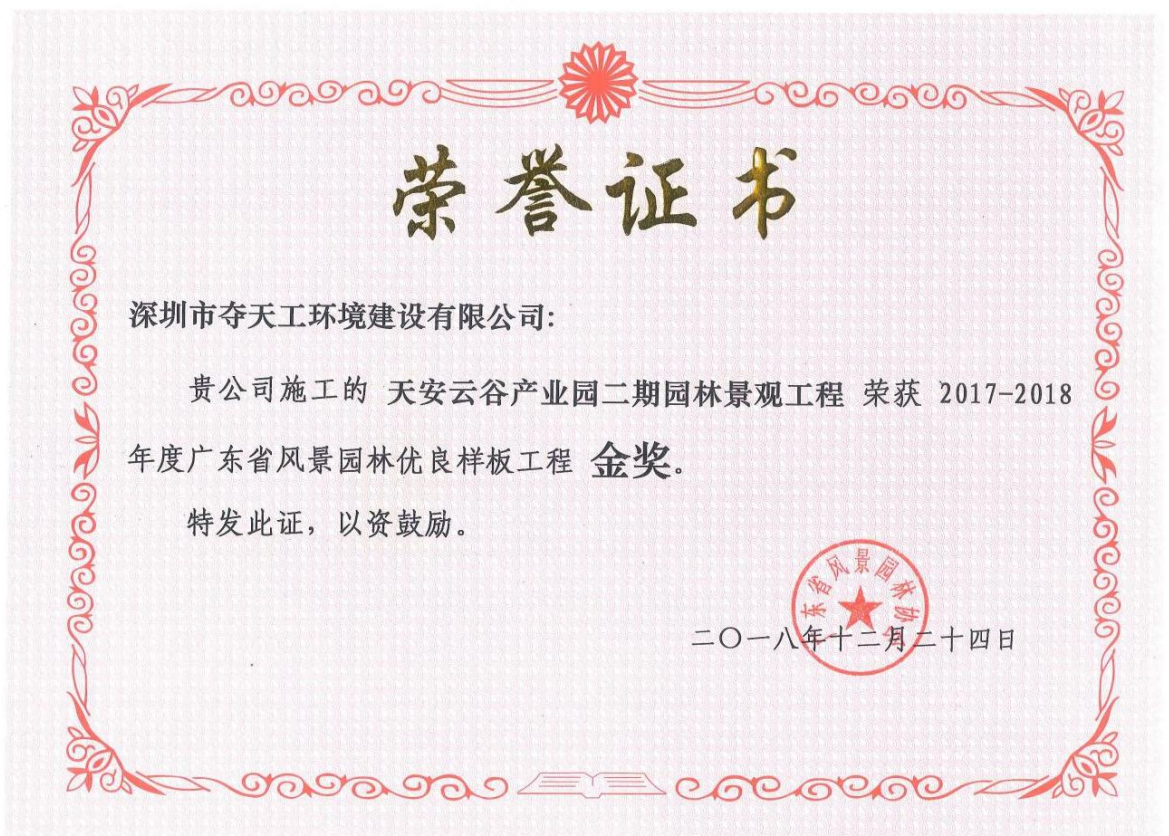 荣誉证书
深圳市夺天工环境建设有限公司:
贵公司施工的 天安云谷产业园二期园林景观工程 荣获 2017-2018
年度广东省风景园林优良样板工程 金奖。
特发此证，以资鼓励。
广东省风景园林协会
二〇一八年十二月二十四日